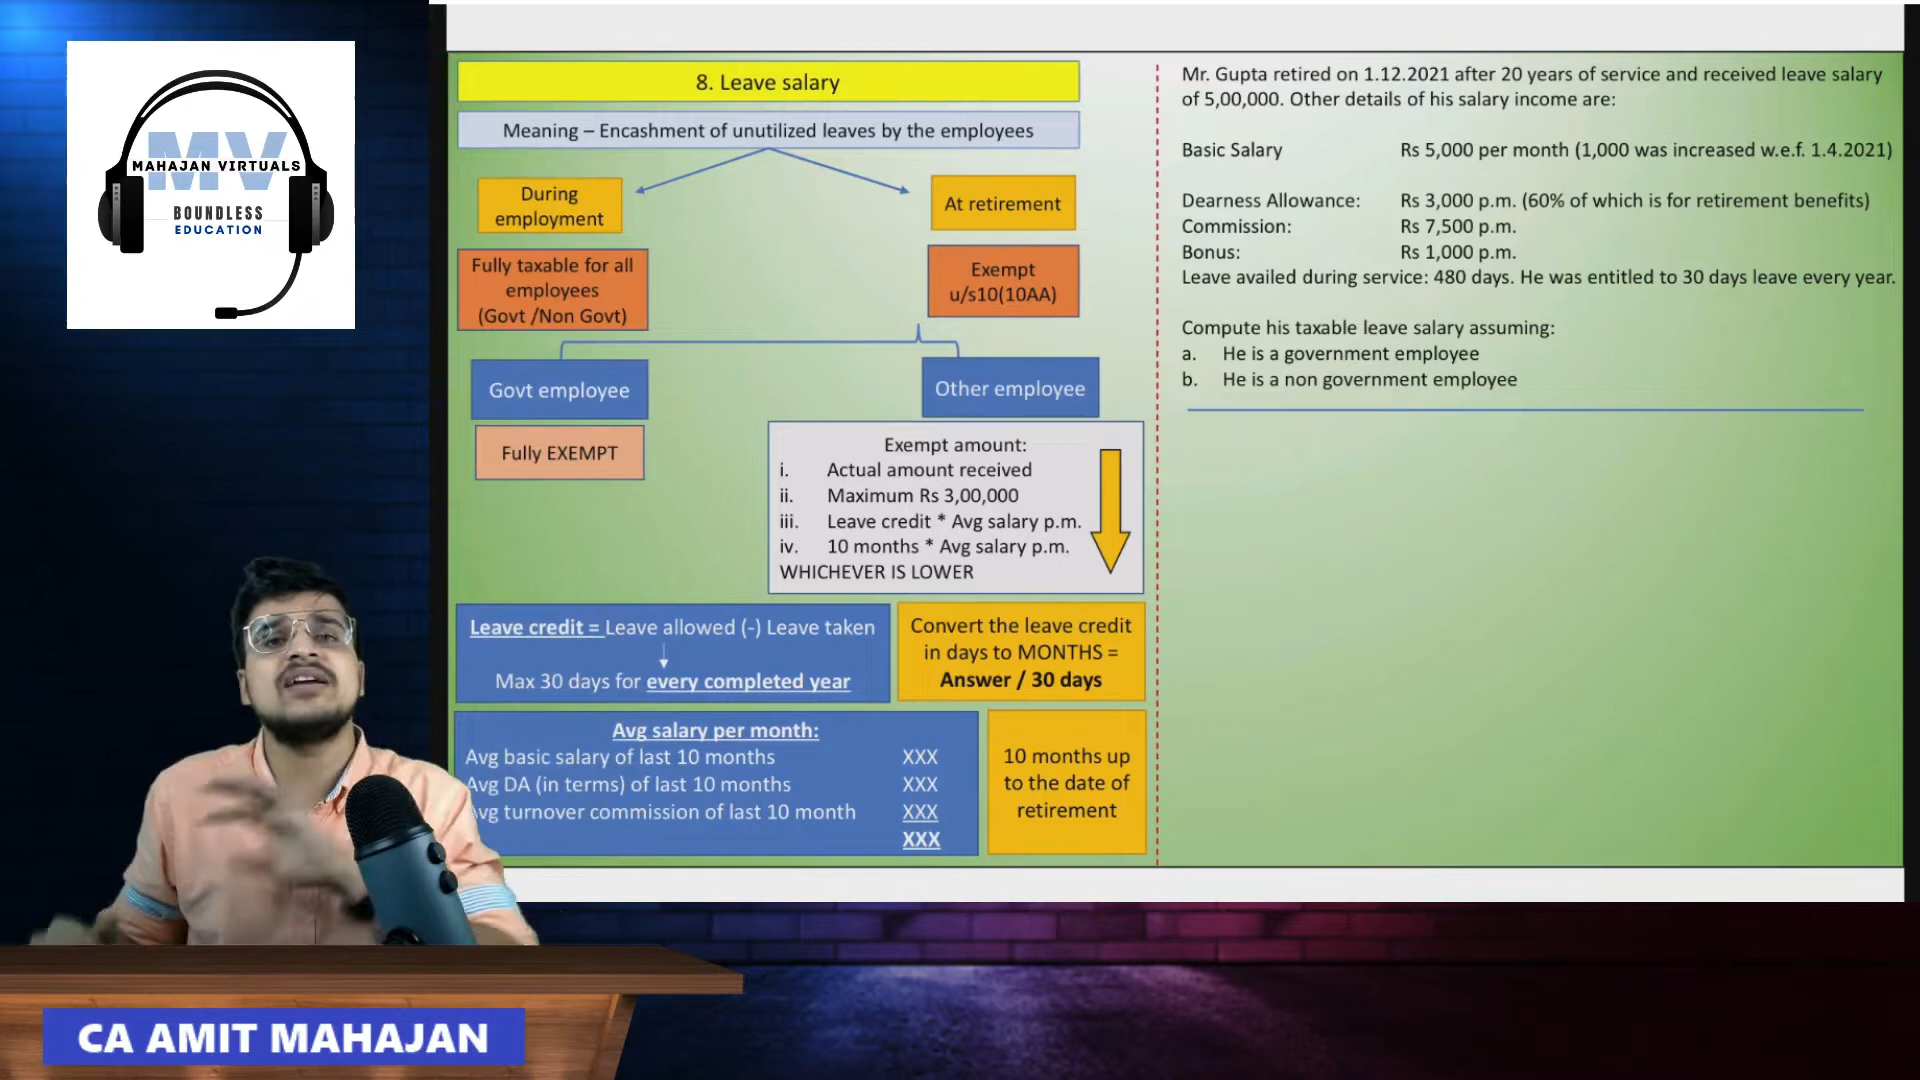 MV
MAHAJAN VIRTUALS
BOUNDLESS
EDUCATION
8. Leave salary
Meaning – Encashment of unutilized leaves by the employees
During
employment
At retirement
Fully taxable for all
employees
(Govt /Non Govt)
Exempt
u/s10(10AA)
Govt employee
Other employee
Fully EXEMPT
Exempt amount:
i. Actual amount received
ii. Maximum Rs 3,00,000
iii. Leave credit * Avg salary p.m.
iv. 10 months * Avg salary p.m.
WHICHEVER IS LOWER
Leave credit = Leave allowed (-) Leave taken
Max 30 days for every completed year
Convert the leave credit
in days to MONTHS =
Answer / 30 days
Avg salary per month:
Avg basic salary of last 10 months XXX
Avg DA (in terms) of last 10 months XXX
vg turnover commission of last 10 month XXX
XXX
10 months up
to the date of
retirement
Mr. Gupta retired on 1.12.2021 after 20 years of service and received leave salary
of 5,00,000. Other details of his salary income are:
Basic Salary Rs 5,000 per month (1,000 was increased w.e.f. 1.4.2021)
Dearness Allowance: Rs 3,000 p.m. (60% of which is for retirement benefits)
Commission: Rs 7,500 p.m.
Bonus: Rs 1,000 p.m.
Leave availed during service: 480 days. He was entitled to 30 days leave every year.
Compute his taxable leave salary assuming:
a. He is a government employee
b. He is a non government employee
CA AMIT MAHAJAN